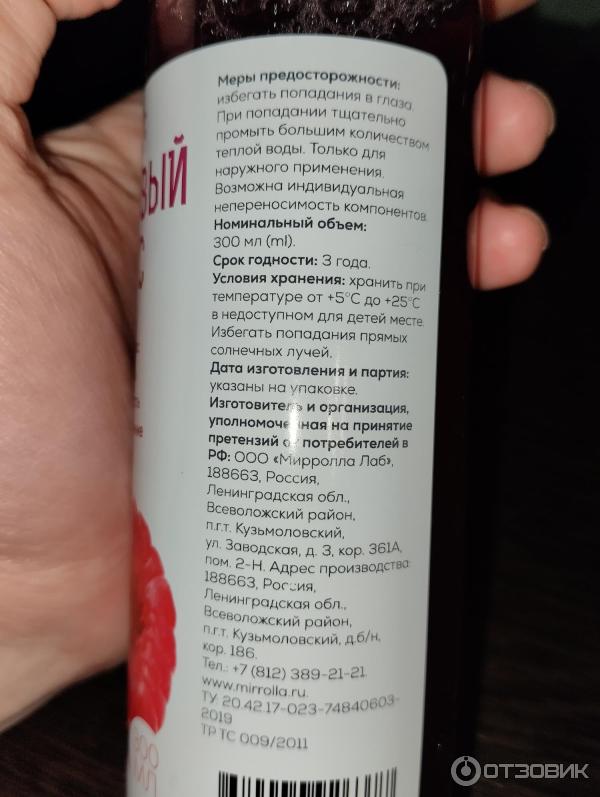 Меры предосторожности:
избегать попадания в глаза.
При попадании тщательно
промыть большим количеством
теплой воды. Только для
наружного применения.
Возможна индивидуальная
непереносимость компонентов.
Номинальный объем:
300 мл (ml).
Срок годности: 3 года.
Условия хранения: хранить при
температуре от +5°С до +25°С
в недоступном для детей месте.
Избегать попадания прямых
солнечных лучей.
Дата изготовления и партия:
указаны на упаковке.
Изготовитель и организация,
уполномоченная на принятие
претензий от потребителей в
РФ: ООО «Мирролла Лаб»,
188663, Россия,
Ленинградская обл.,
Всеволожский район,
п.г.т. Кузьмоловский,
ул. Заводская, д. 3, кор. 361А,
пом. 2-Н. Адрес производства:
188663, Россия,
Ленинградская обл.,
Всеволожский район,
п.г.т. Кузьмоловский, д.б/н,
кор. 186.
Тел.: +7 (812) 389-21-21.
www.mirrolla.ru.
ТУ 20.42.17-023-74840603-
2019
ТР ТС 009/2011
300
МЛ
ОТЗОВИК